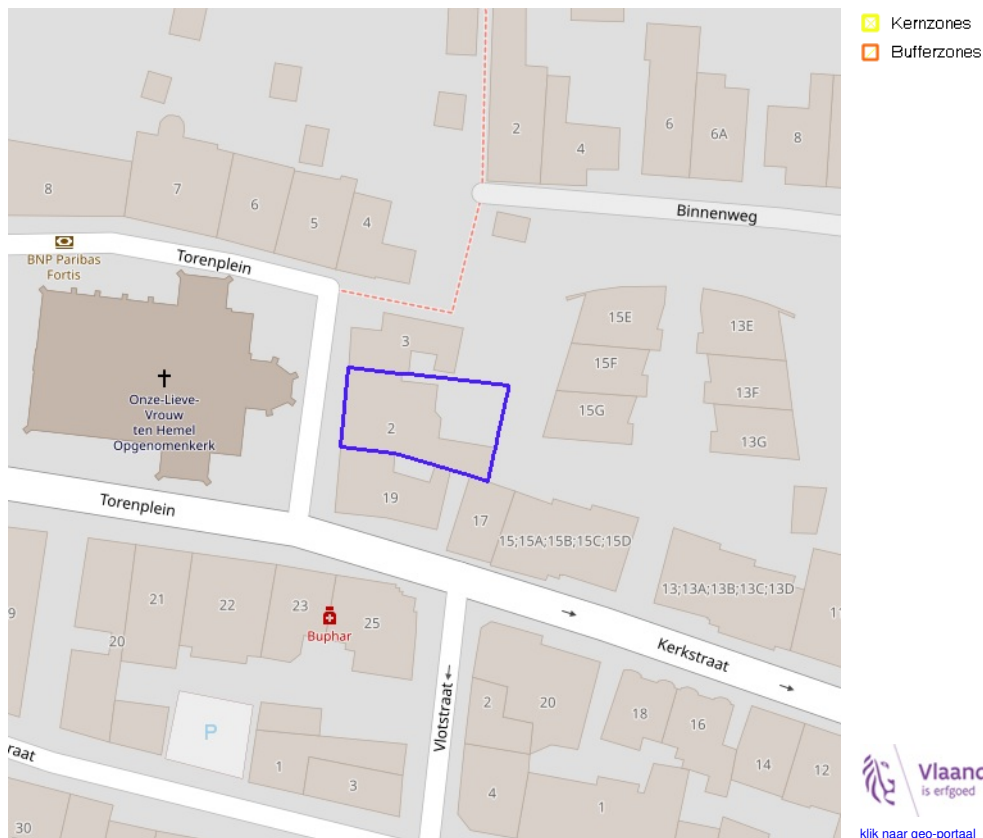 Kernzones
Bufferzones
2
4
6
6A
8
Binnenweg
8
7
6
5
4
Torenplein
BNP Paribas
Fortis
Onze-Lieve-
Vrouw
ten Hemel
Opgenomenkerk
3
2
19
17
15E
15F
15G
13E
13F
13G
15;15A;15B;15C;15D
13;13A;13B;13C;13D
Torenplein
Kerkstraat
20
21
22
23
25
Buphar
P
1
3
Vlotstraat
2
20
18
16
14
12
4
1
raat
30
Vlaand
is erfgoed
klik naar geo-portaal